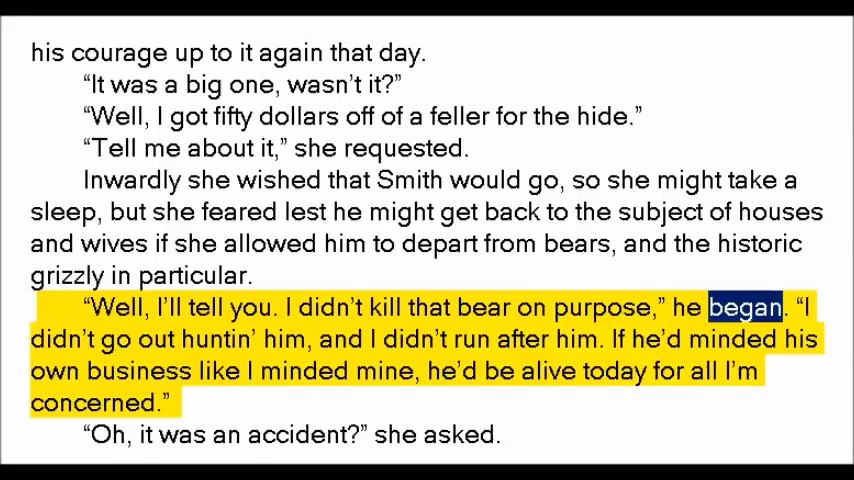 his courage up to it again that day.
“It was a big one, wasn’t it?”
“Well, I got fifty dollars off of a feller for the hide.”
“Tell me about it,” she requested.
Inwardly she wished that Smith would go, so she might take a
sleep, but she feared lest he might get back to the subject of houses
and wives if she allowed him to depart from bears, and the historic
grizzly in particular.
“Well, I’ll tell you. I didn’t kill that bear on purpose,” he began. “I
didn’t go out huntin’ him, and I didn’t run after him. If he’d minded his
own business like I minded mine, he’d be alive today for all I’m
concerned.”
“Oh, it was an accident?” she asked.